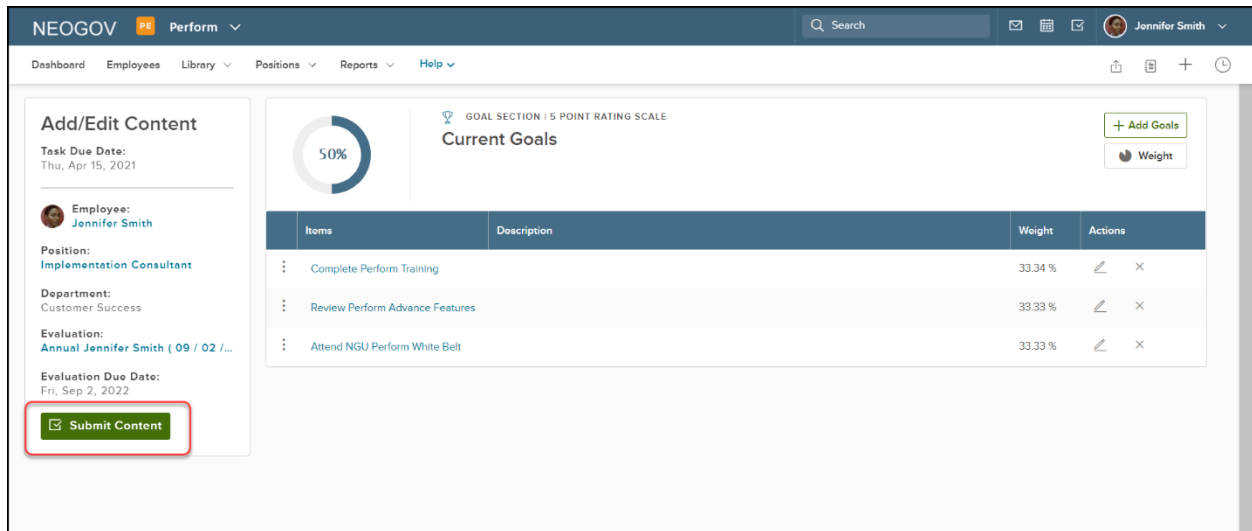 NEOGOV PE Perform Search Jennifer Smith
Dashboard Employees Library Positions Reports Help
Add/Edit Content
Task Due Date:
Thu, Apr 15, 2021
Employee:
Jennifer Smith
Position:
Implementation Consultant
Department:
Customer Success
Evaluation:
Annual Jennifer Smith ( 09 / 02 /...
Evaluation Due Date:
Fri, Sep 2, 2022
Submit Content
50%
GOAL SECTION | 5 POINT RATING SCALE
Current Goals
+ Add Goals
Weight
Items Description Weight Actions
Complete Perform Training 33.34 %
Review Perform Advance Features 33.33 %
Attend NGU Perform White Belt 33.33 %